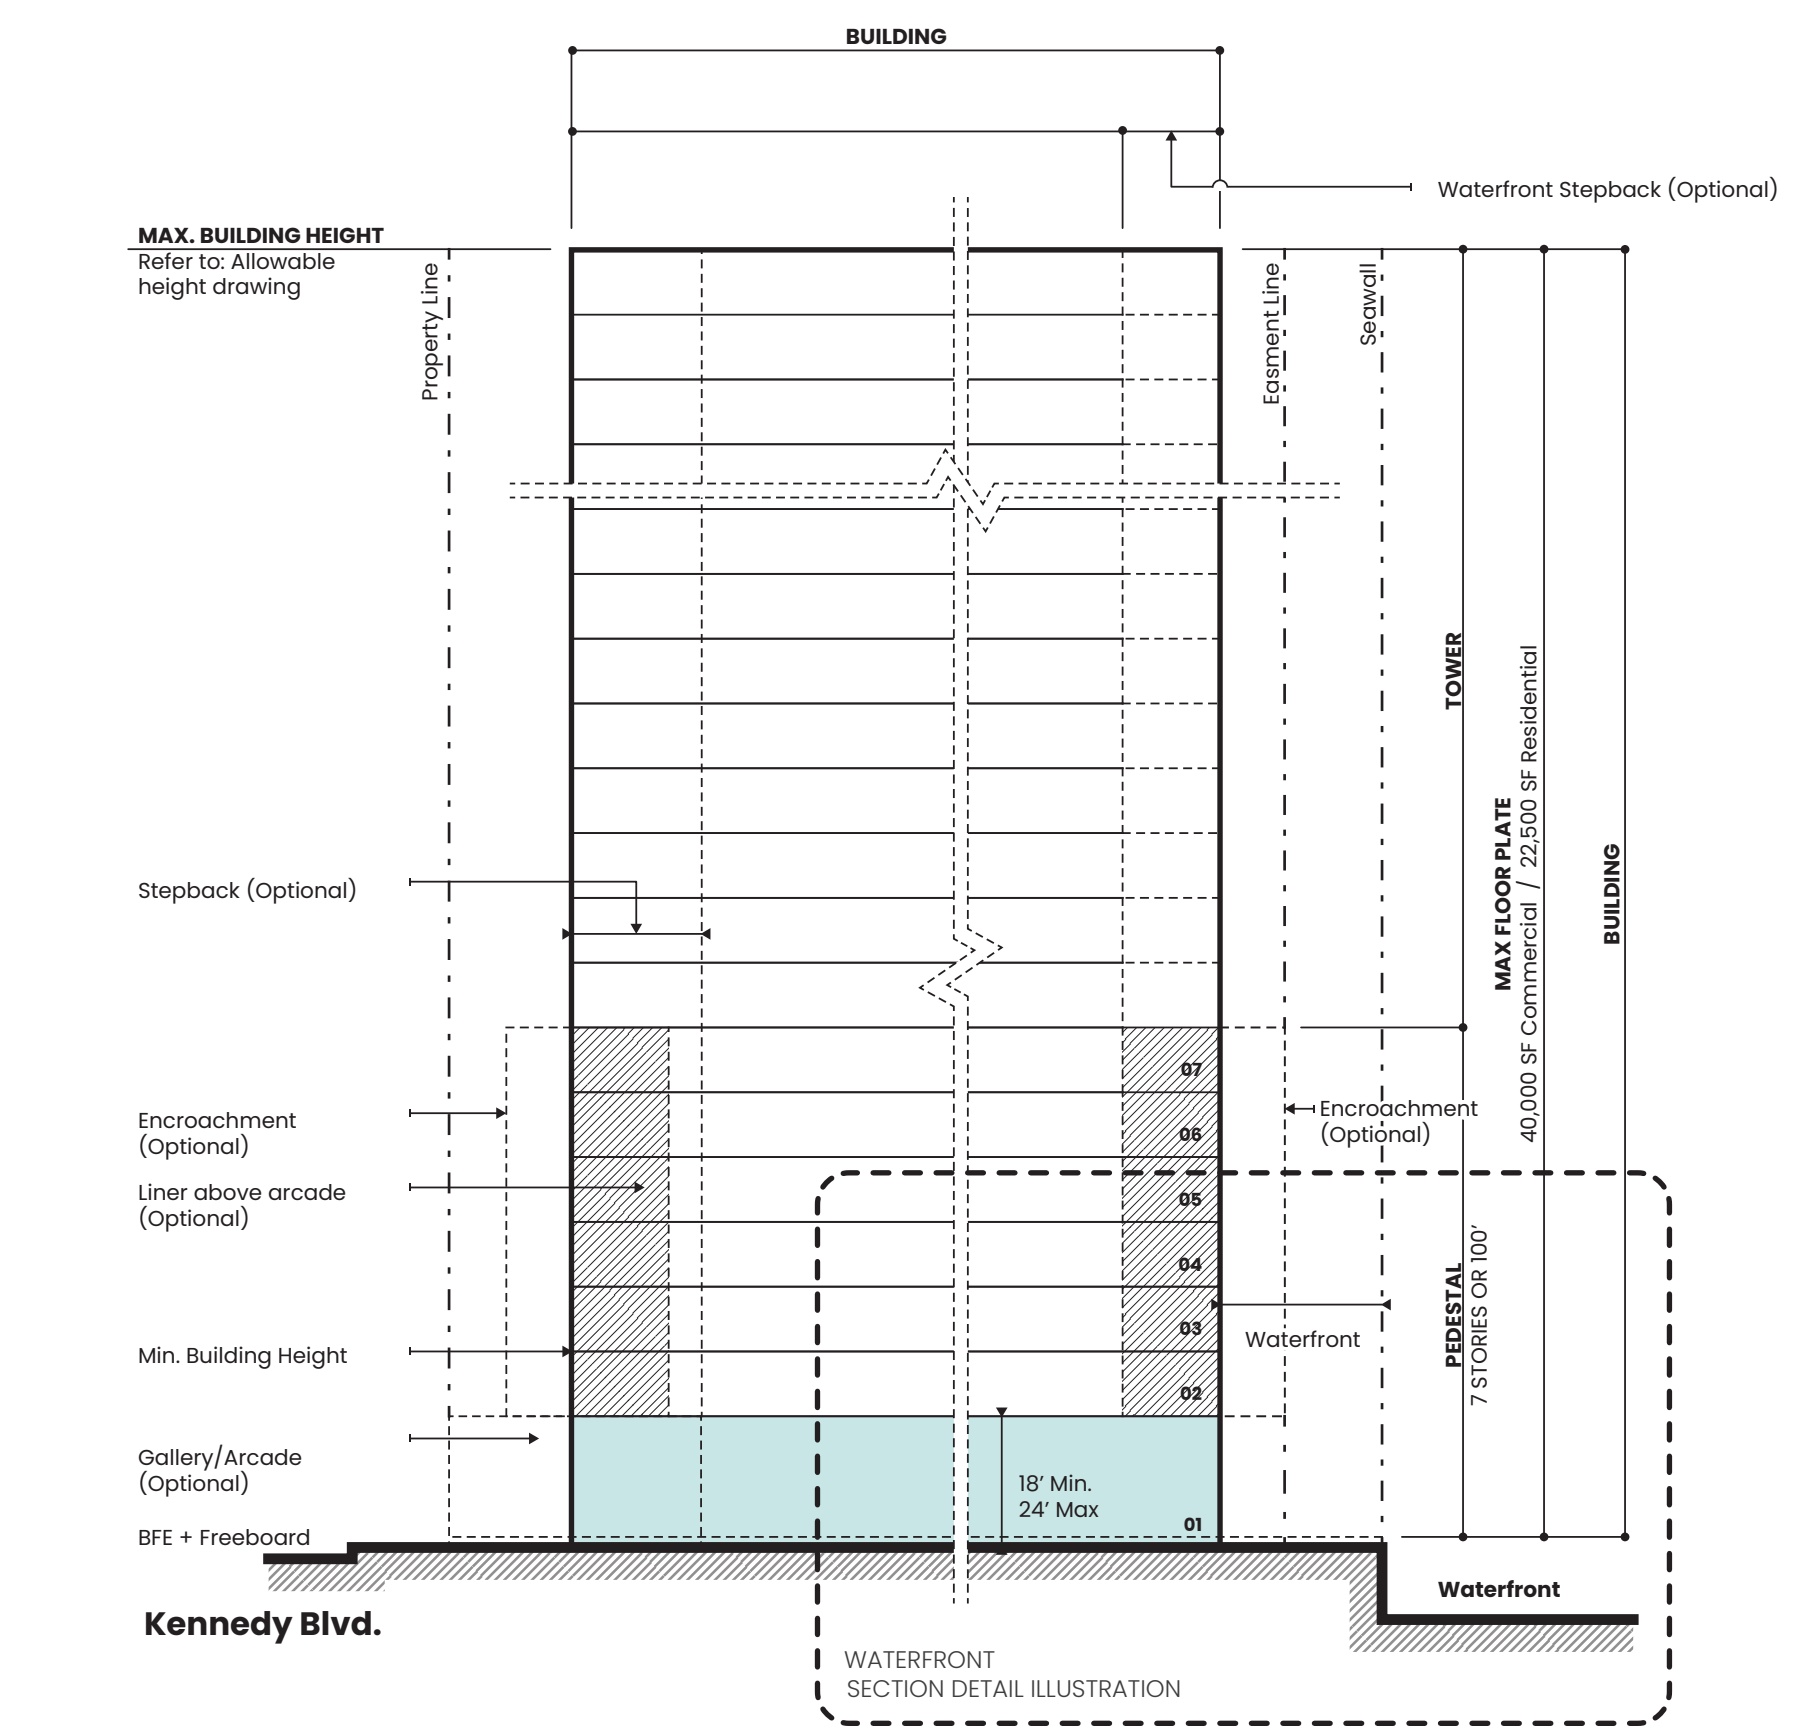 BUILDING
Waterfront Stepback (Optional)
MAX. BUILDING HEIGHT
Refer to: Allowable
height drawing
Property Line
Easment Line
Seawall
TOWER
MAX FLOOR PLATE
40,000 SF Commercial / 22,500 SF Residential
BUILDING
Stepback (Optional)
07
Encroachment
(Optional)
06
Encroachment
(Optional)
Liner above arcade
(Optional)
05
04
PEDESTAL
7 STORIES OR 100’
03
Waterfront
Min. Building Height
02
Gallery/Arcade
(Optional)
18’ Min.
24’ Max
01
BFE + Freeboard
Waterfront
Kennedy Blvd.
WATERFRONT
SECTION DETAIL ILLUSTRATION